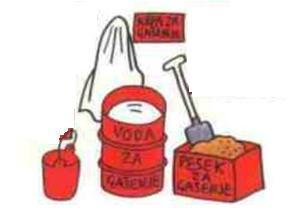 KRPA ZA
GAŠENJE
VODA
ZA
GAŠENJE
PESEK
ZA
GAŠENJE